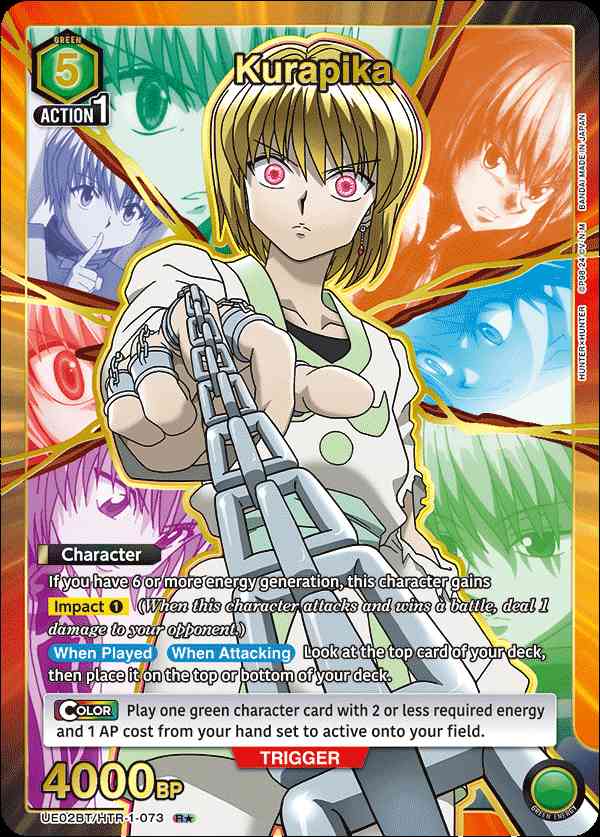 GREEN
5
ACTION 1
Kurapika
HUNTER×HUNTER ©P98-24 ©V･N･M BANDAI MADE IN JAPAN
Character
If you have 6 or more energy generation, this character gains
Impact ❶ (When this character attacks and wins a battle, deal 1
damage to your opponent.)
When Played When Attacking Look at the top card of your deck,
then place it on the top or bottom of your deck.
COLOR Play one green character card with 2 or less required energy
and 1 AP cost from your hand set to active onto your field.
TRIGGER
4000BP
UE02BT/HTR-1-073 R★
GREEN ENERGY